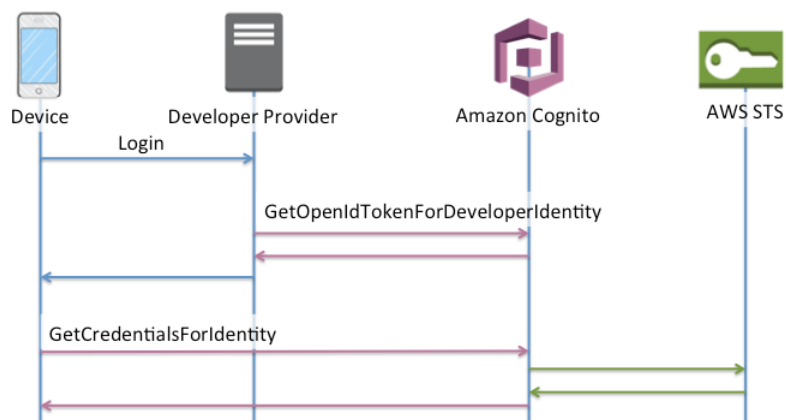 Device
Developer Provider
Amazon Cognito
AWS STS
Login
GetOpenIdTokenForDeveloperIdentity
GetCredentialsForIdentity